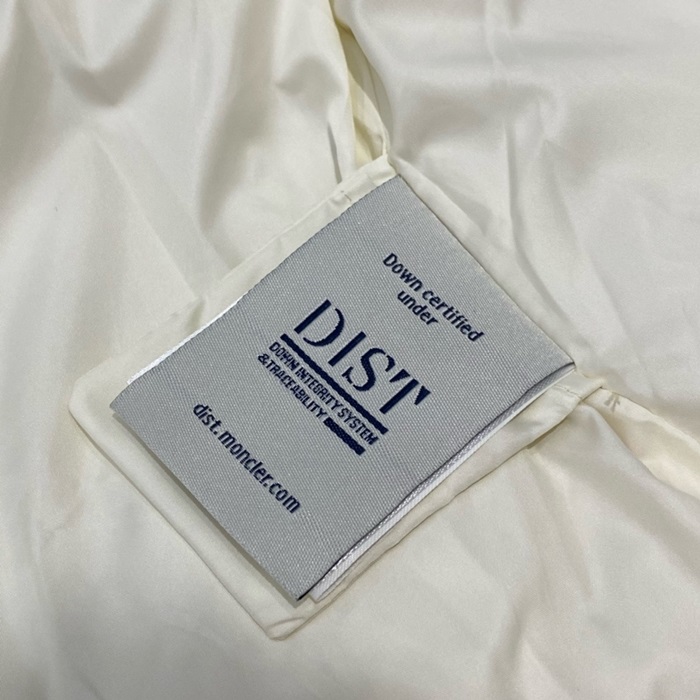 Down certified
under
DIST
DOWN INTEGRITY SYSTEM
& TRACEABILITY
dist.moncler.com